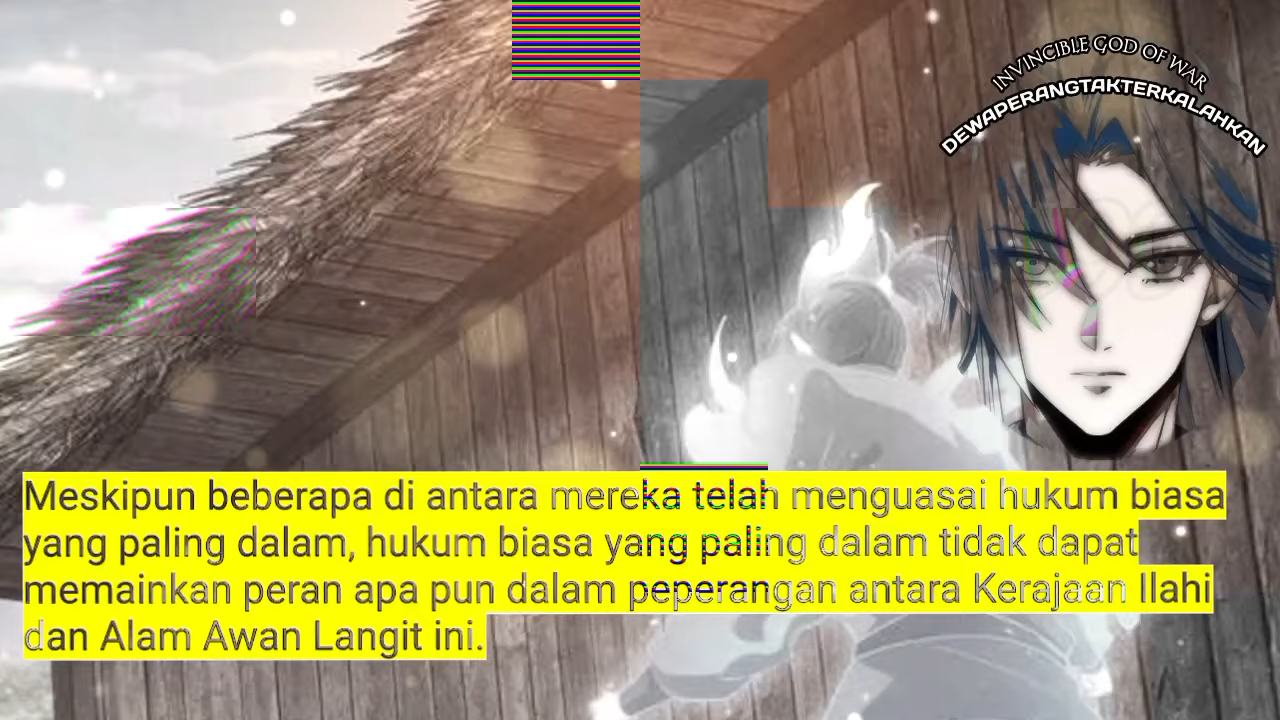 INVINCIBLE GOD OF WAR
DEWAPERANGTAKTERKALAHKAN
Meskipun beberapa di antara mereka telah menguasai hukum biasa
yang paling dalam, hukum biasa yang paling dalam tidak dapat
memainkan peran apa pun dalam peperangan antara Kerajaan Ilahi
dan Alam Awan Langit ini.